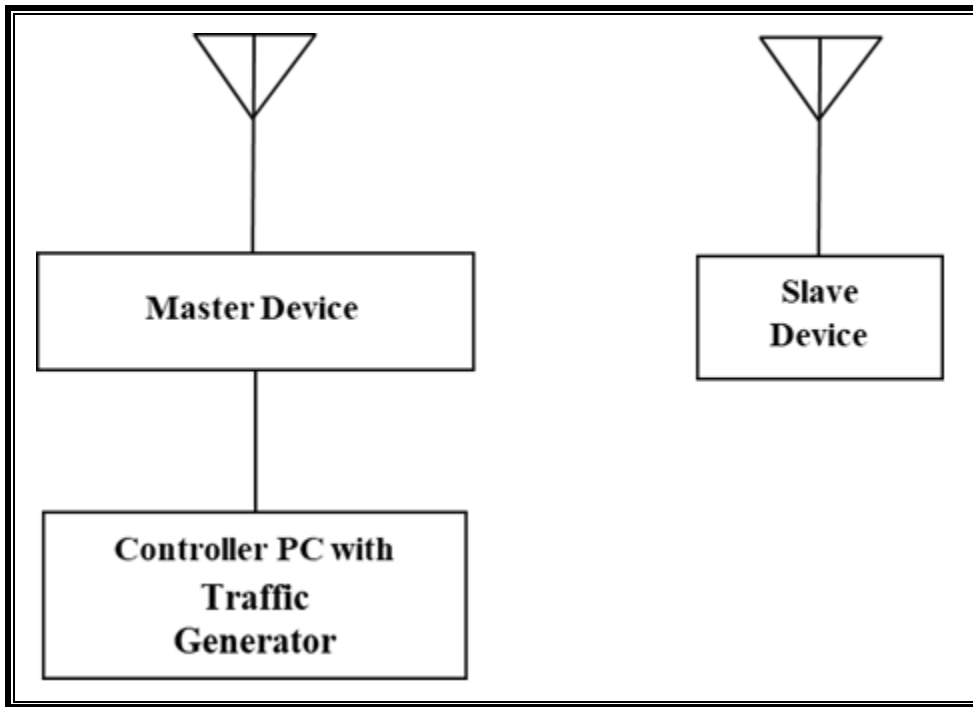 Master Device
Slave
Device
Controller PC with
Traffic
Generator